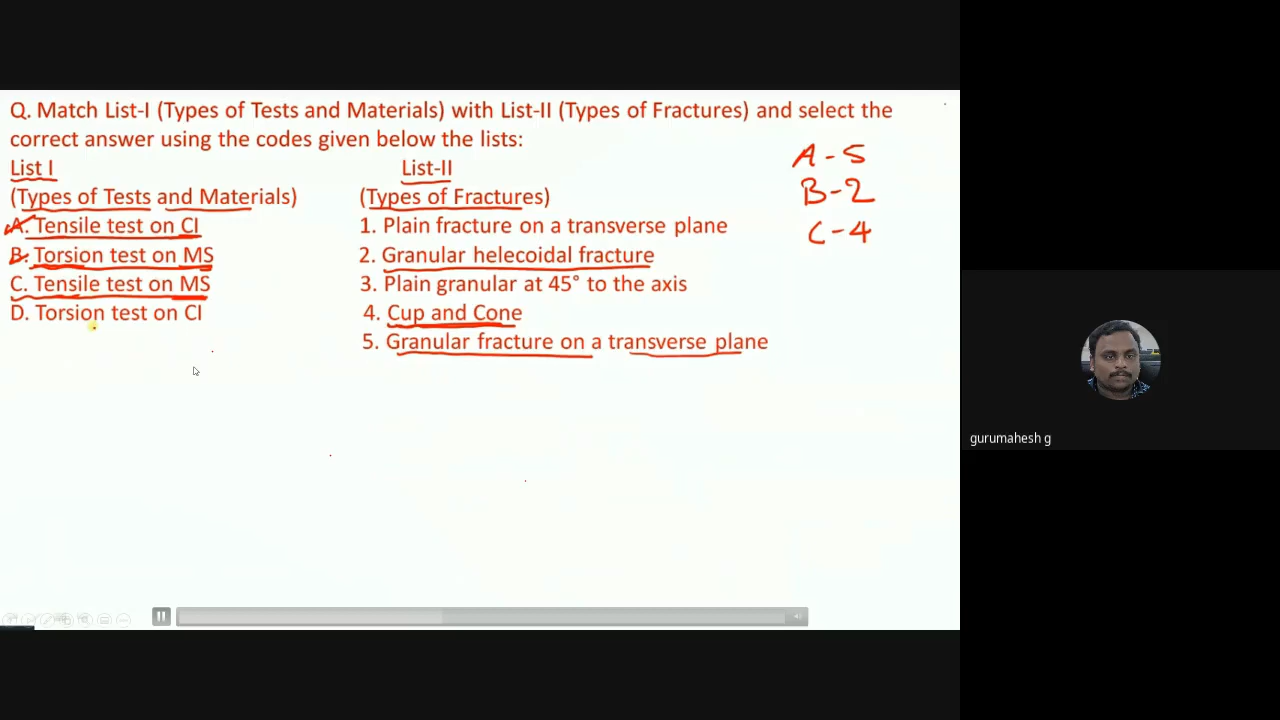 Q. Match List-I (Types of Tests and Materials) with List-II (Types of Fractures) and select the
correct answer using the codes given below the lists:
List I List-II
(Types of Tests and Materials) (Types of Fractures)
A. Tensile test on CI 1. Plain fracture on a transverse plane
B. Torsion test on MS 2. Granular helecoidal fracture
C. Tensile test on MS 3. Plain granular at 45° to the axis
D. Torsion test on CI 4. Cup and Cone
5. Granular fracture on a transverse plane
A - 5
B - 2
C - 4
gurumahesh g